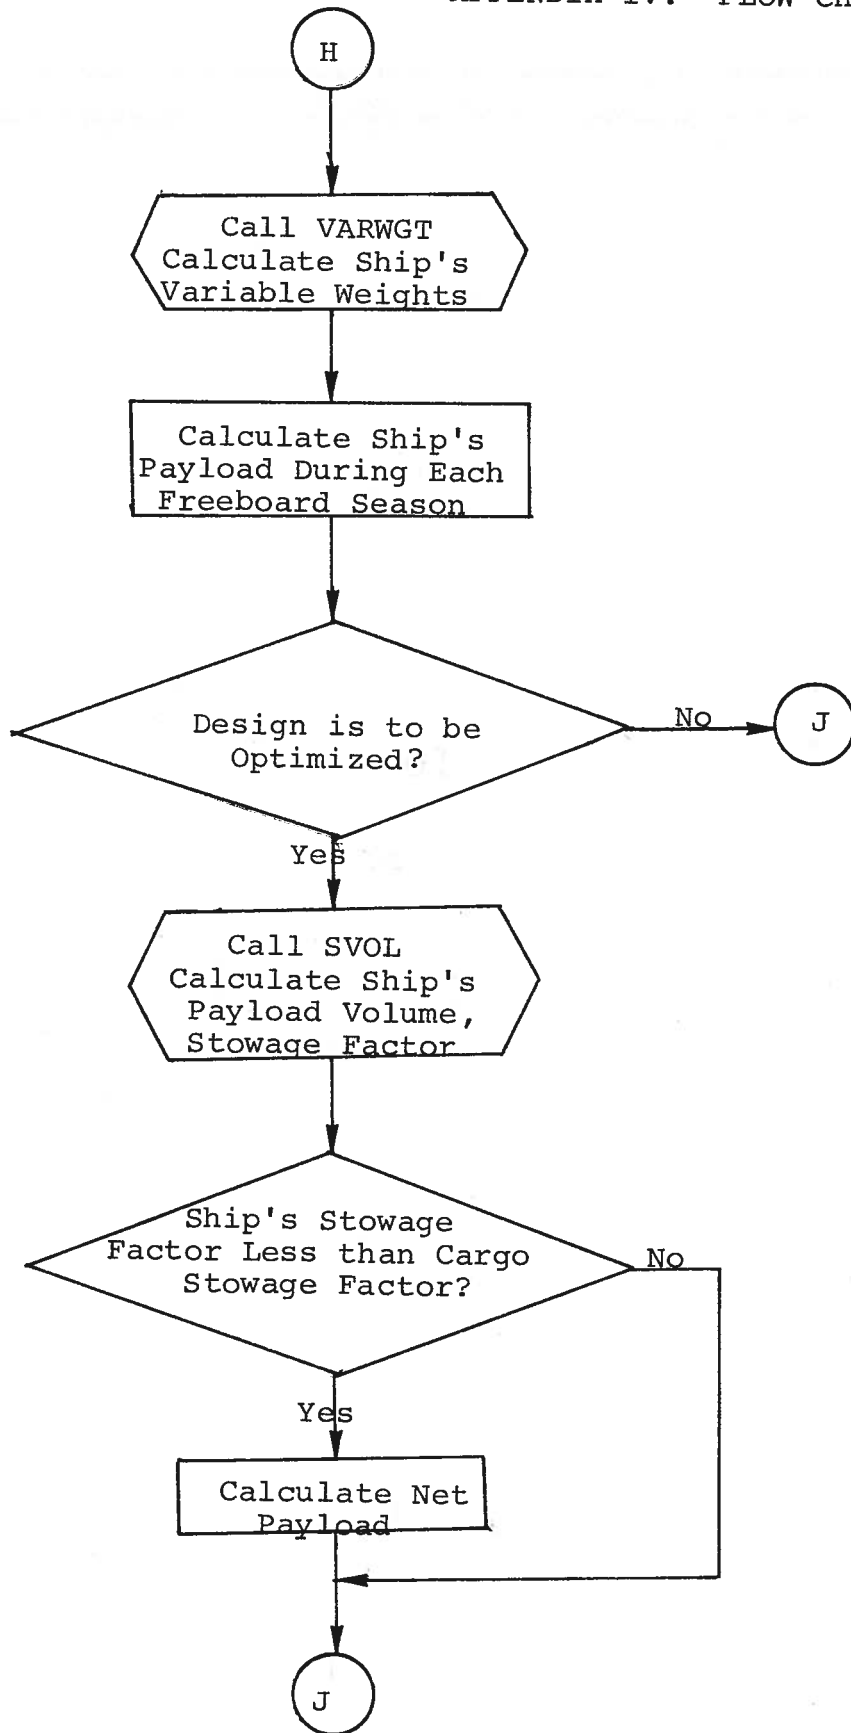 H
Call VARWGT
Calculate Ship's
Variable Weights
Calculate Ship's
Payload During Each
Freeboard Season
Design is to be
Optimized?
No
J
Yes
Call SVOL
Calculate Ship's
Payload Volume,
Stowage Factor
Ship's Stowage
Factor Less than Cargo
Stowage Factor?
No
Yes
Calculate Net
Payload
J